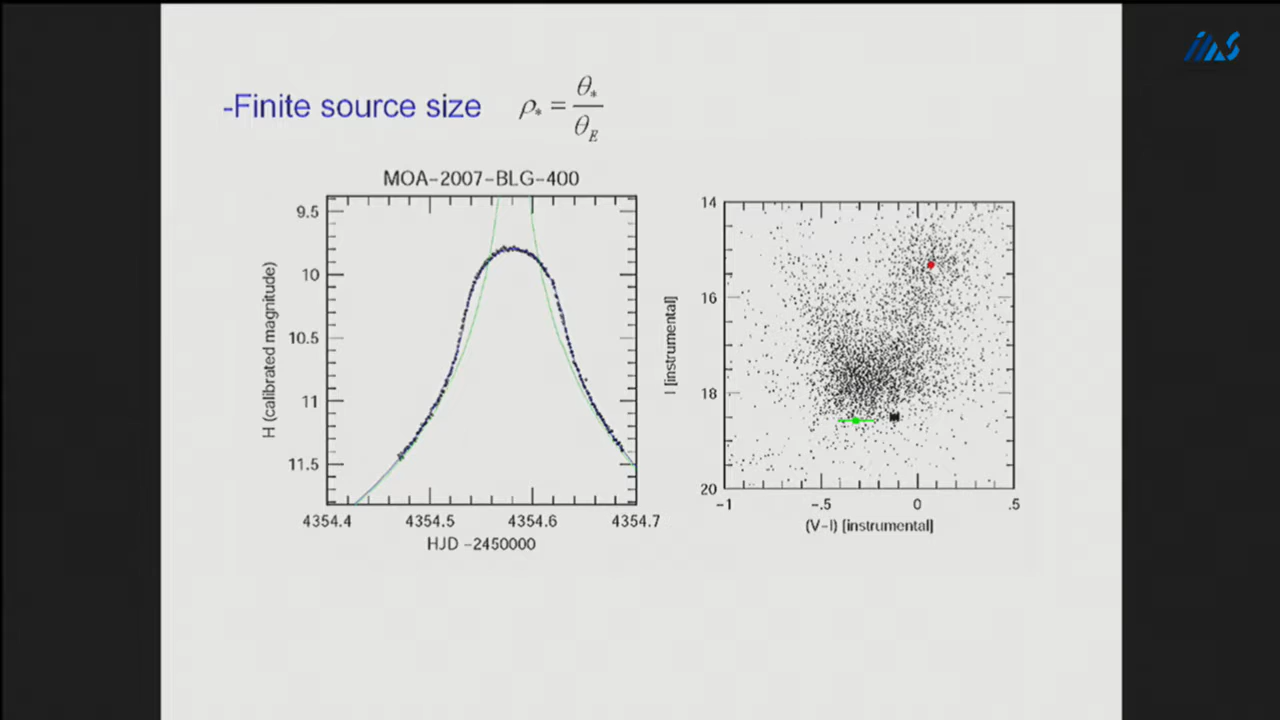 -Finite source size ρ* = θ* / θE
MOA-2007-BLG-400
9.5
10
10.5
11
11.5
H (calibrated magnitude)
4354.4 4354.5 4354.6 4354.7
HJD -2450000
14
16
18
20
I [instrumental]
-1 -.5 0 .5
(V-I) [instrumental]